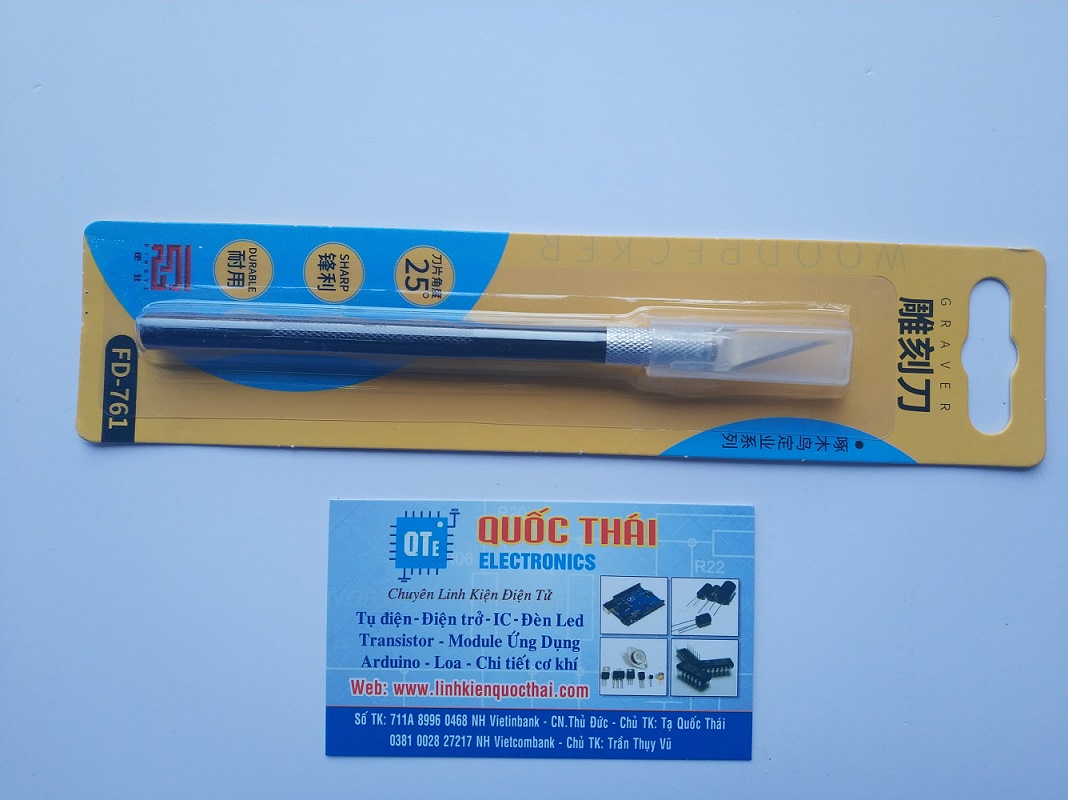 WOODPECKER
GRAVER
雕刻刀
刀片角度
25°
SHARP
锋利
DURABLE
耐用
FD-761
啄木鸟定业系列
QTE
QUỐC THÁI
ELECTRONICS
R22
Chuyên Linh Kiện Điện Tử
Tụ điện - Điện trở - IC - Đèn Led
Transistor - Module Ứng Dụng
Arduino - Loa - Chi tiết cơ khí
Web: www.linhkienquocthai.com
Số TK: 711A 8996 0468 NH Vietinbank - CN.Thủ Đức - Chủ TK: Tạ Quốc Thái
0381 0028 27217 NH Vietcombank - Chủ TK: Trần Thụy Vũ